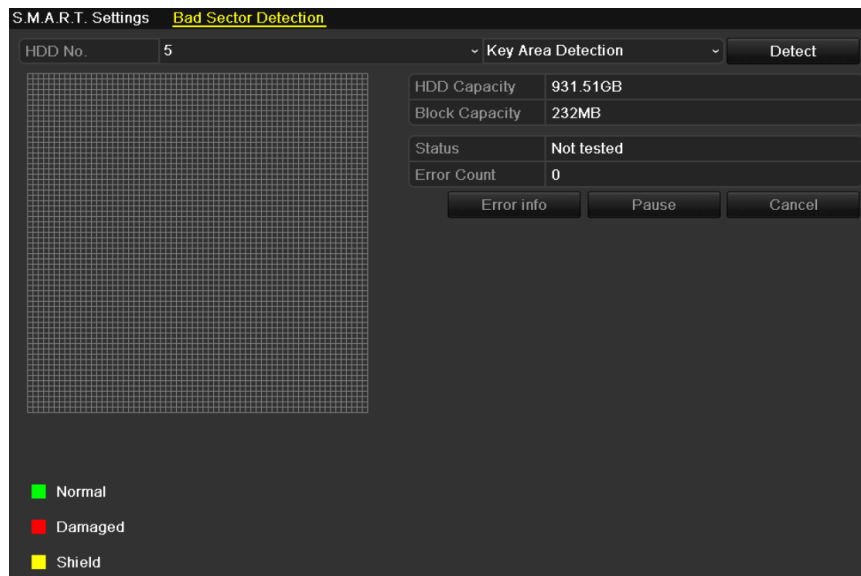 S.M.A.R.T. Settings Bad Sector Detection
HDD No. 5 Key Area Detection Detect
HDD Capacity 931.51GB
Block Capacity 232MB
Status Not tested
Error Count 0
Error info Pause Cancel
Normal
Damaged
Shield